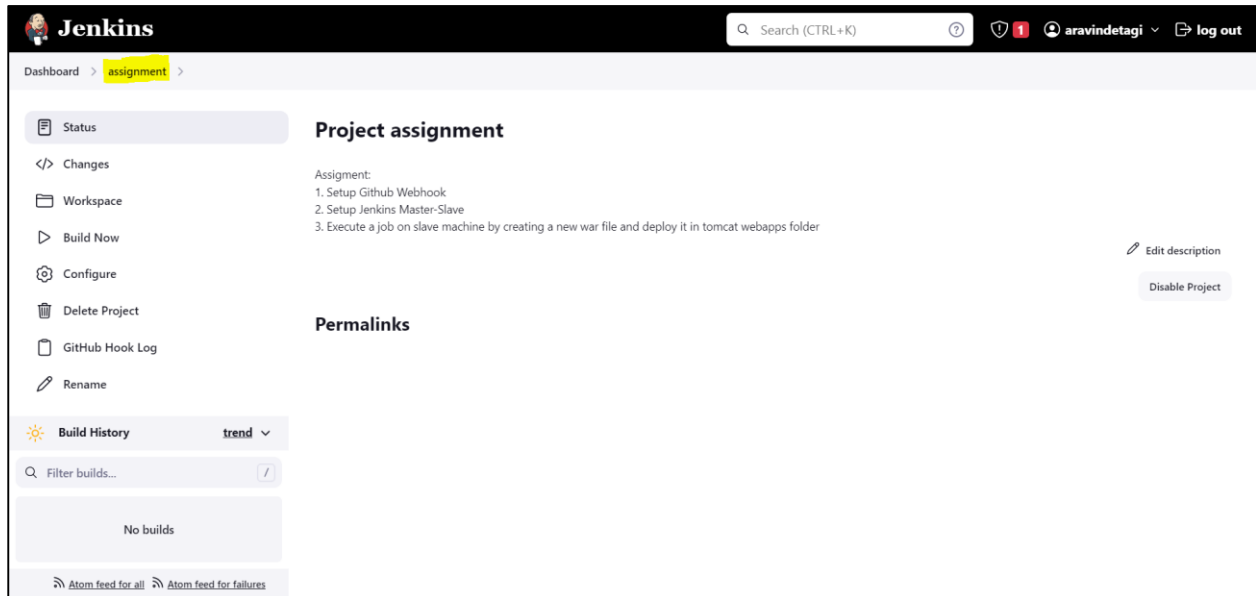 Jenkins
Search (CTRL+K)
?
1
aravindetagi
log out
Dashboard > assignment >
Status
Changes
Workspace
Build Now
Configure
Delete Project
GitHub Hook Log
Rename
Build History
trend
Filter builds...
/
No builds
Atom feed for all
Atom feed for failures
Project assignment
Assigment:
1. Setup Github Webhook
2. Setup Jenkins Master-Slave
3. Execute a job on slave machine by creating a new war file and deploy it in tomcat webapps folder
Edit description
Disable Project
Permalinks